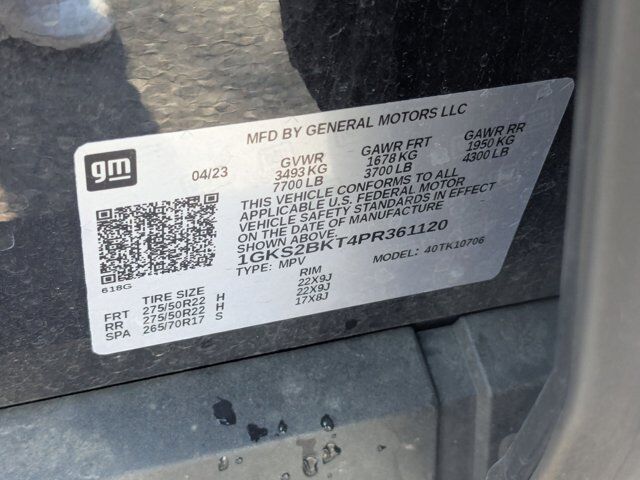 MFD BY GENERAL MOTORS LLC
gm
04/23
GVWR GAWR FRT GAWR RR
3493 KG 1678 KG 1950 KG
7700 LB 3700 LB 4300 LB
THIS VEHICLE CONFORMS TO ALL
APPLICABLE U.S. FEDERAL MOTOR
VEHICLE SAFETY STANDARDS IN EFFECT
ON THE DATE OF MANUFACTURE
SHOWN ABOVE.
1GKS2BKT4PR361120
TYPE: MPV MODEL: 40TK10706
618G
TIRE SIZE RIM
FRT 275/50R22 H 22X9J
RR 275/50R22 H 22X9J
SPA 265/70R17 S 17X8J